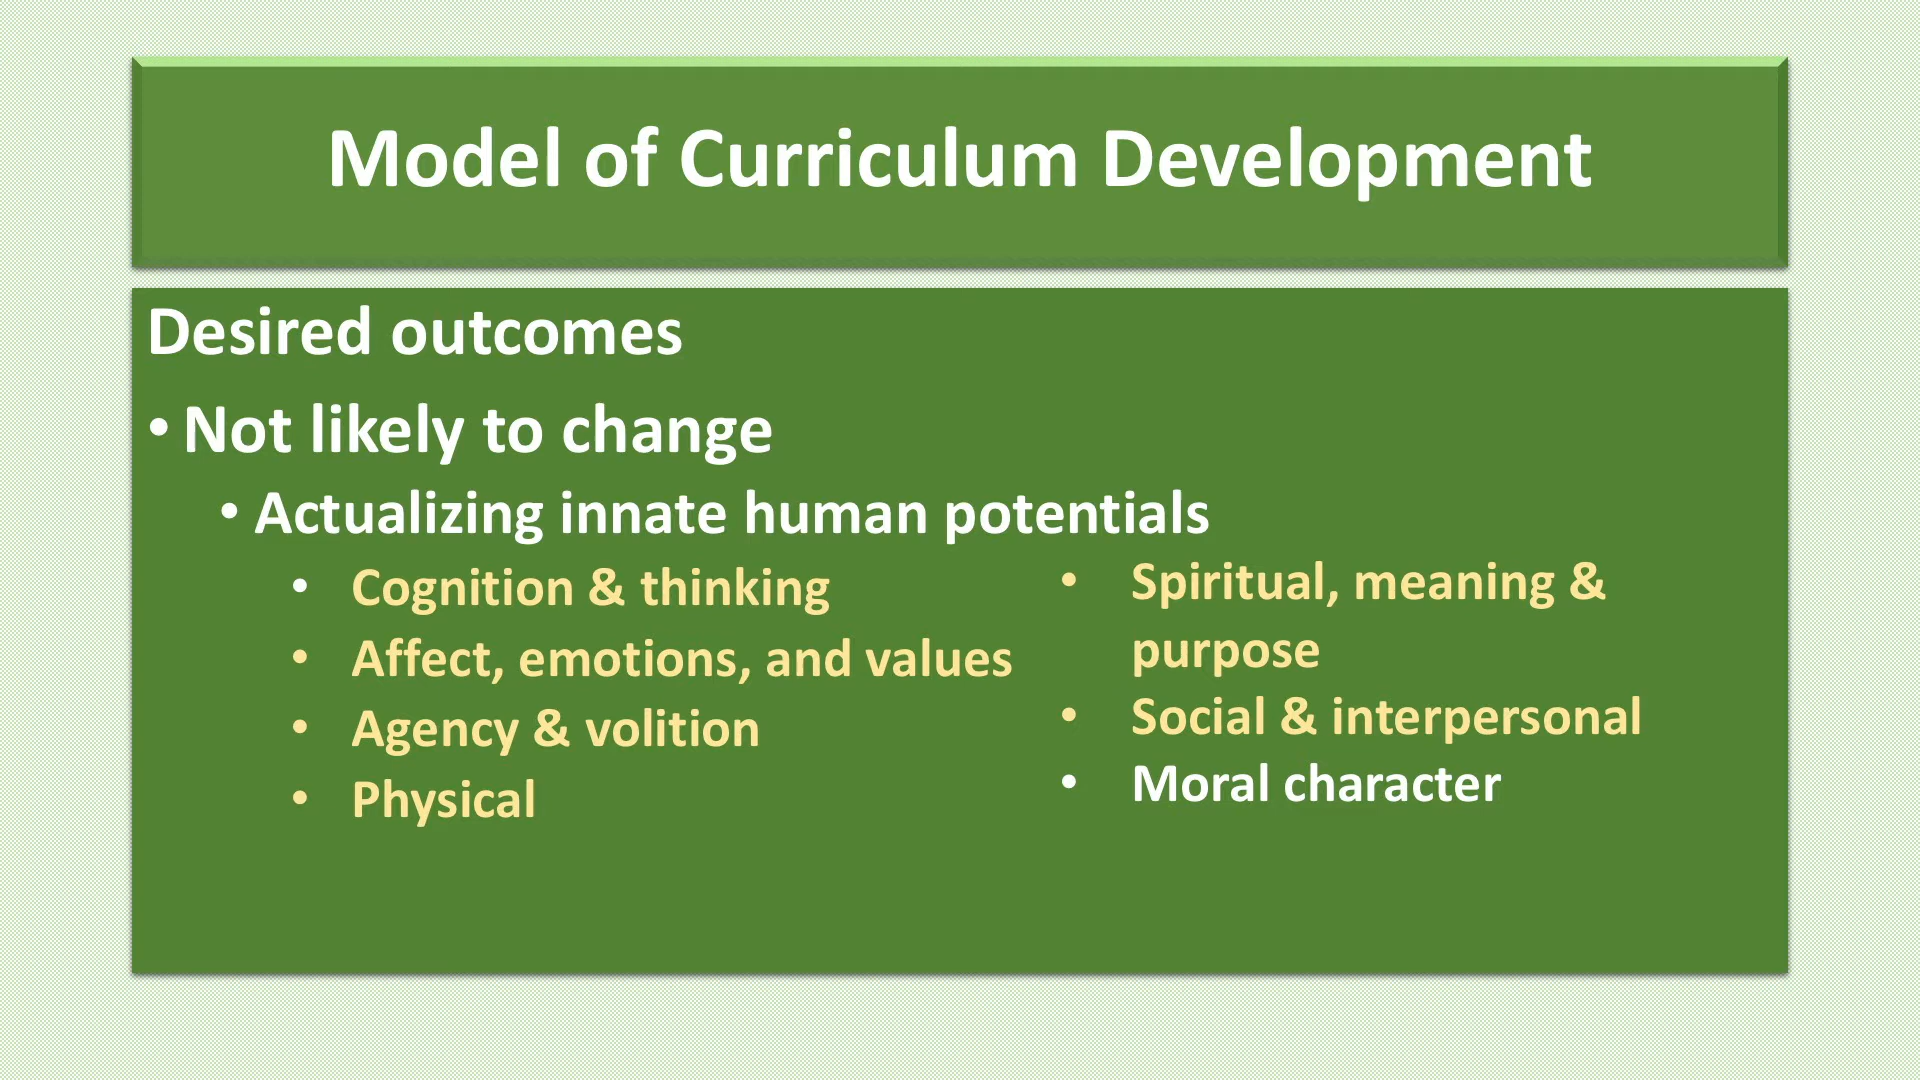 Model of Curriculum Development
Desired outcomes
• Not likely to change
• Actualizing innate human potentials
• Cognition & thinking
• Affect, emotions, and values
• Agency & volition
• Physical
• Spiritual, meaning &
purpose
• Social & interpersonal
• Moral character